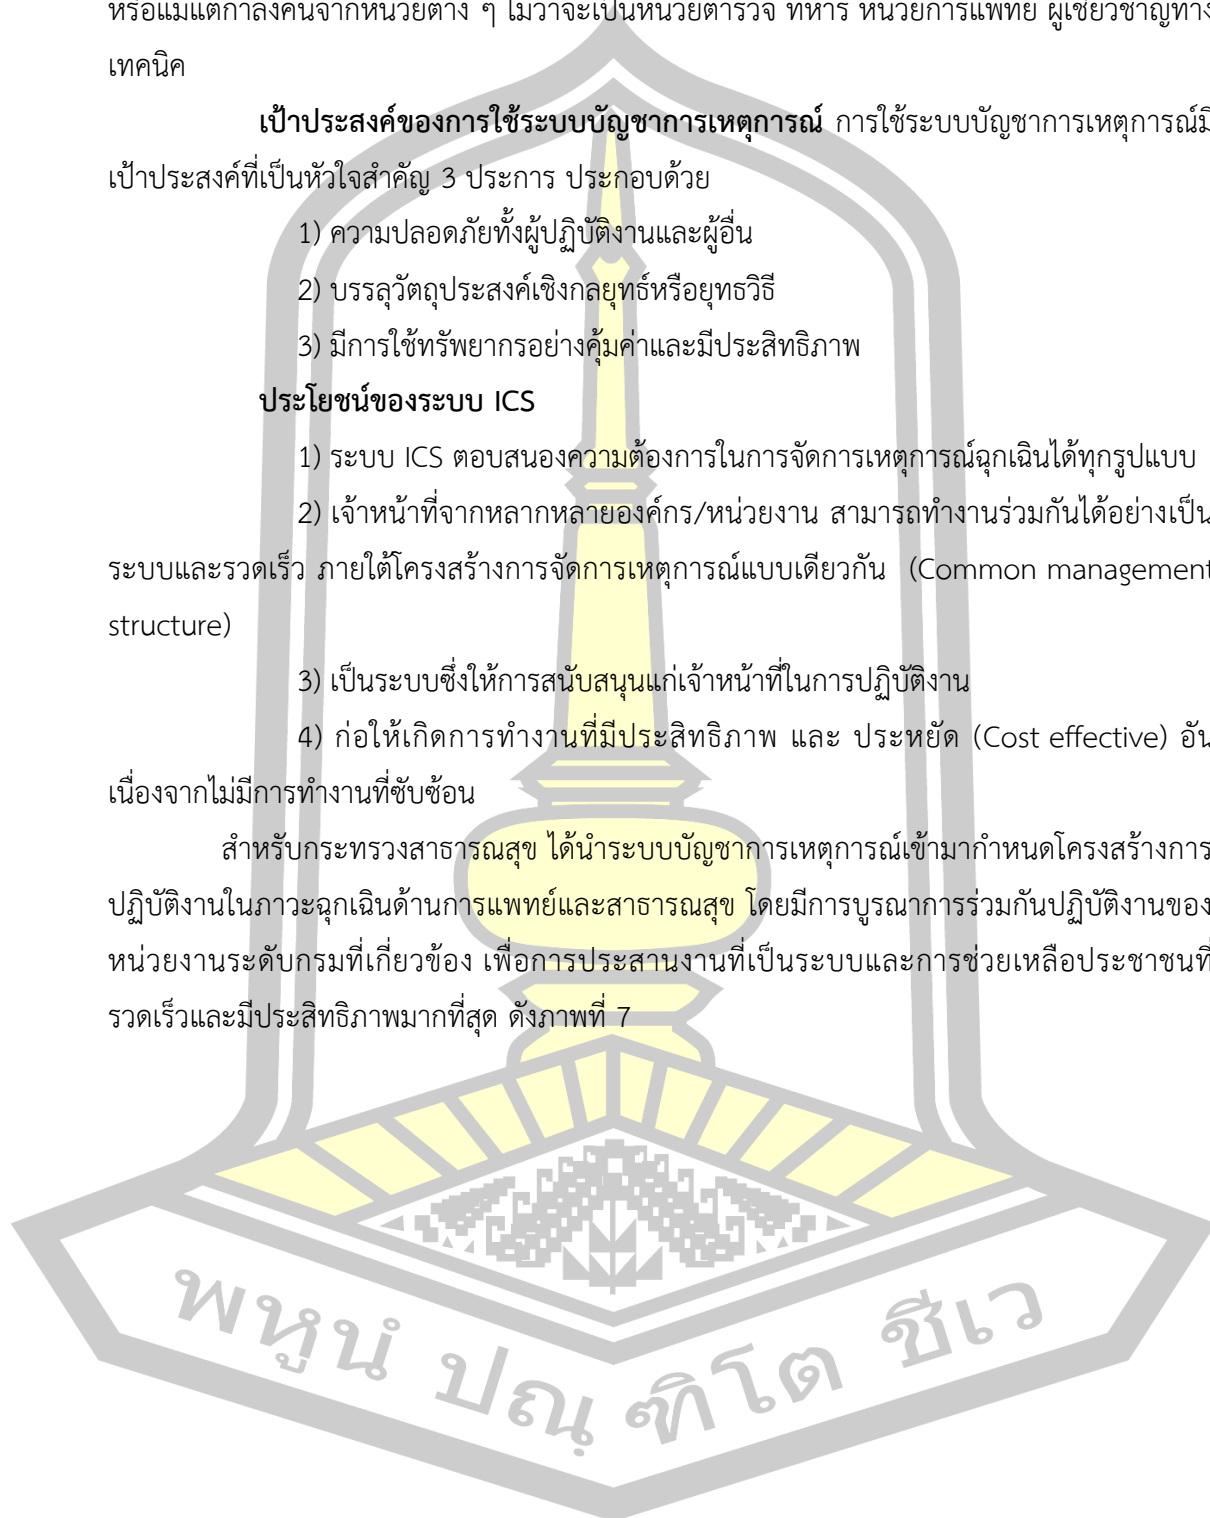 หรือแม้แต่กำลังคนจากหน่วยต่าง ๆ ไม่ว่าจะเป็นหน่วยตำรวจ ทหาร หน่วยการแพทย์ ผู้เชี่ยวชาญทาง
เทคนิค
เป้าประสงค์ของการใช้ระบบบัญชาการเหตุการณ์ การใช้ระบบบัญชาการเหตุการณ์มี
เป้าประสงค์ที่เป็นหัวใจสำคัญ 3 ประการ ประกอบด้วย
1) ความปลอดภัยทั้งผู้ปฏิบัติงานและผู้อื่น
2) บรรลุวัตถุประสงค์เชิงกลยุทธ์หรือยุทธวิธี
3) มีการใช้ทรัพยากรอย่างคุ้มค่าและมีประสิทธิภาพ
ประโยชน์ของระบบ ICS
1) ระบบ ICS ตอบสนองความต้องการในการจัดการเหตุการณ์ฉุกเฉินได้ทุกรูปแบบ
2) เจ้าหน้าที่จากหลากหลายองค์กร/หน่วยงาน สามารถทำงานร่วมกันได้อย่างเป็น
ระบบและรวดเร็ว ภายใต้โครงสร้างการจัดการเหตุการณ์แบบเดียวกัน (Common management
structure)
3) เป็นระบบซึ่งให้การสนับสนุนแก่เจ้าหน้าที่ในการปฏิบัติงาน
4) ก่อให้เกิดการทำงานที่มีประสิทธิภาพ และ ประหยัด (Cost effective) อัน
เนื่องจากไม่มีการทำงานที่ซับซ้อน
สำหรับกระทรวงสาธารณสุข ได้นำระบบบัญชาการเหตุการณ์เข้ามากำหนดโครงสร้างการ
ปฏิบัติงานในภาวะฉุกเฉินด้านการแพทย์และสาธารณสุข โดยมีการบูรณาการร่วมกันปฏิบัติงานของ
หน่วยงานระดับกรมที่เกี่ยวข้อง เพื่อการประสานงานที่เป็นระบบและการช่วยเหลือประชาชนที่
รวดเร็วและมีประสิทธิภาพมากที่สุด ดังภาพที่ 7
พหูนํ ปณฺฑิโต ชีเว